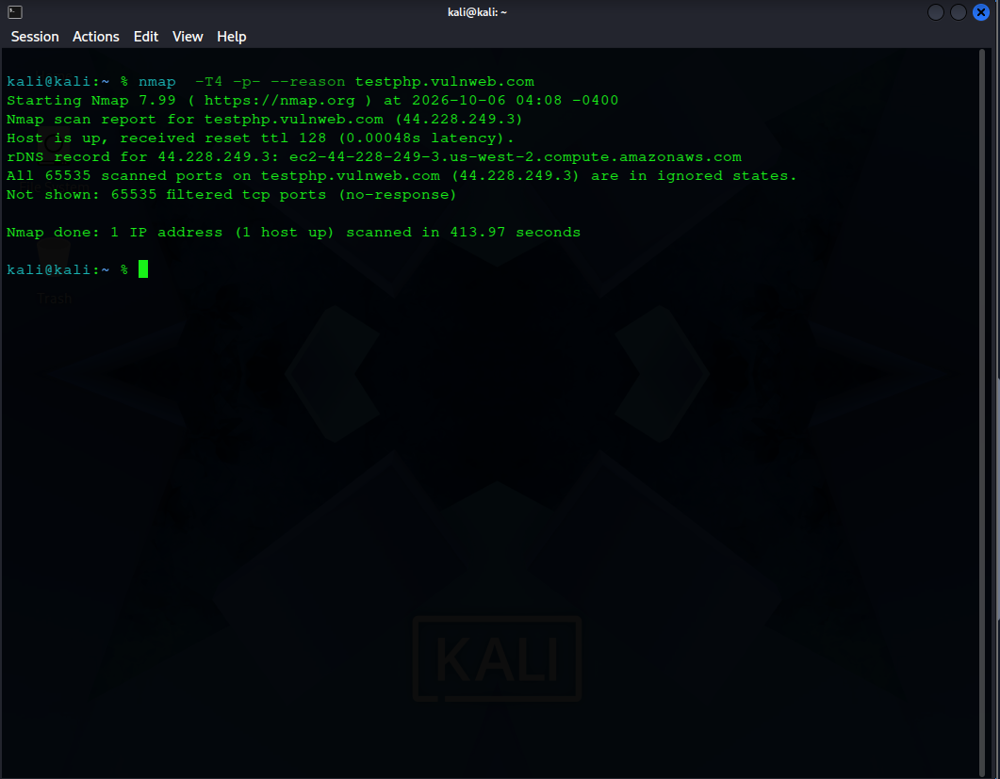 kali@kali: ~
Session Actions Edit View Help
kali@kali:~ % nmap  -T4 -p- --reason testphp.vulnweb.com
Starting Nmap 7.99 ( https://nmap.org ) at 2026-10-06 04:08 -0400
Nmap scan report for testphp.vulnweb.com (44.228.249.3)
Host is up, received reset ttl 128 (0.00048s latency).
rDNS record for 44.228.249.3: ec2-44-228-249-3.us-west-2.compute.amazonaws.com
All 65535 scanned ports on testphp.vulnweb.com (44.228.249.3) are in ignored states.
Not shown: 65535 filtered tcp ports (no-response)
Nmap done: 1 IP address (1 host up) scanned in 413.97 seconds
kali@kali:~ %
Trash
KALI